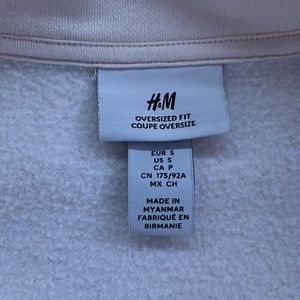 H&M
OVERSIZED FIT
COUPE OVERSIZE
EUR S
US S
CA P
CN 175/92A
MX CH
MADE IN
MYANMAR
FABRIQUÉ EN
BIRMANIE